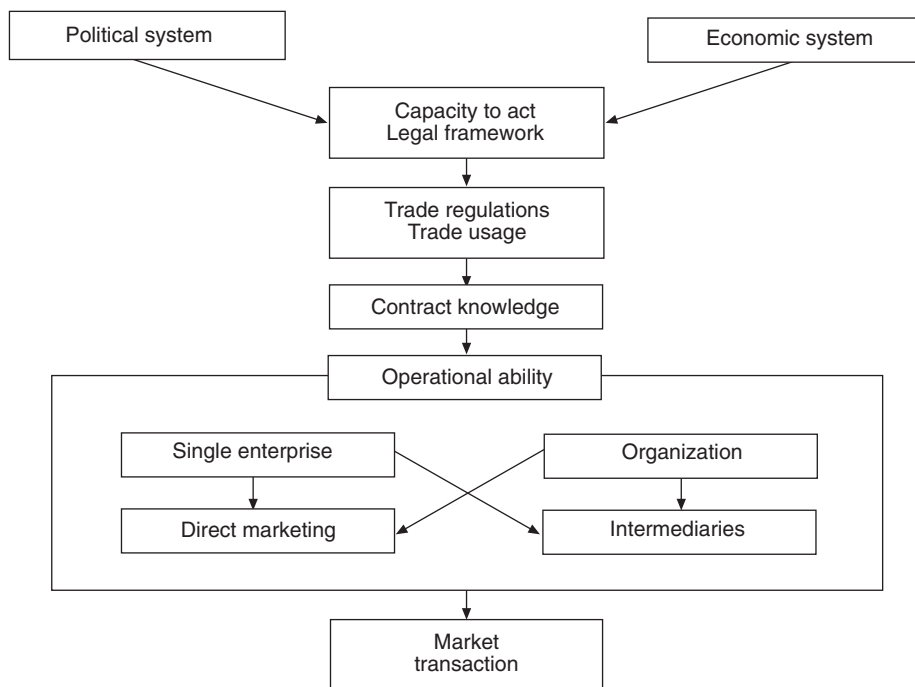 Political system
Economic system
Capacity to act
Legal framework
Trade regulations
Trade usage
Contract knowledge
Operational ability
Single enterprise
Organization
Direct marketing
Intermediaries
Market
transaction